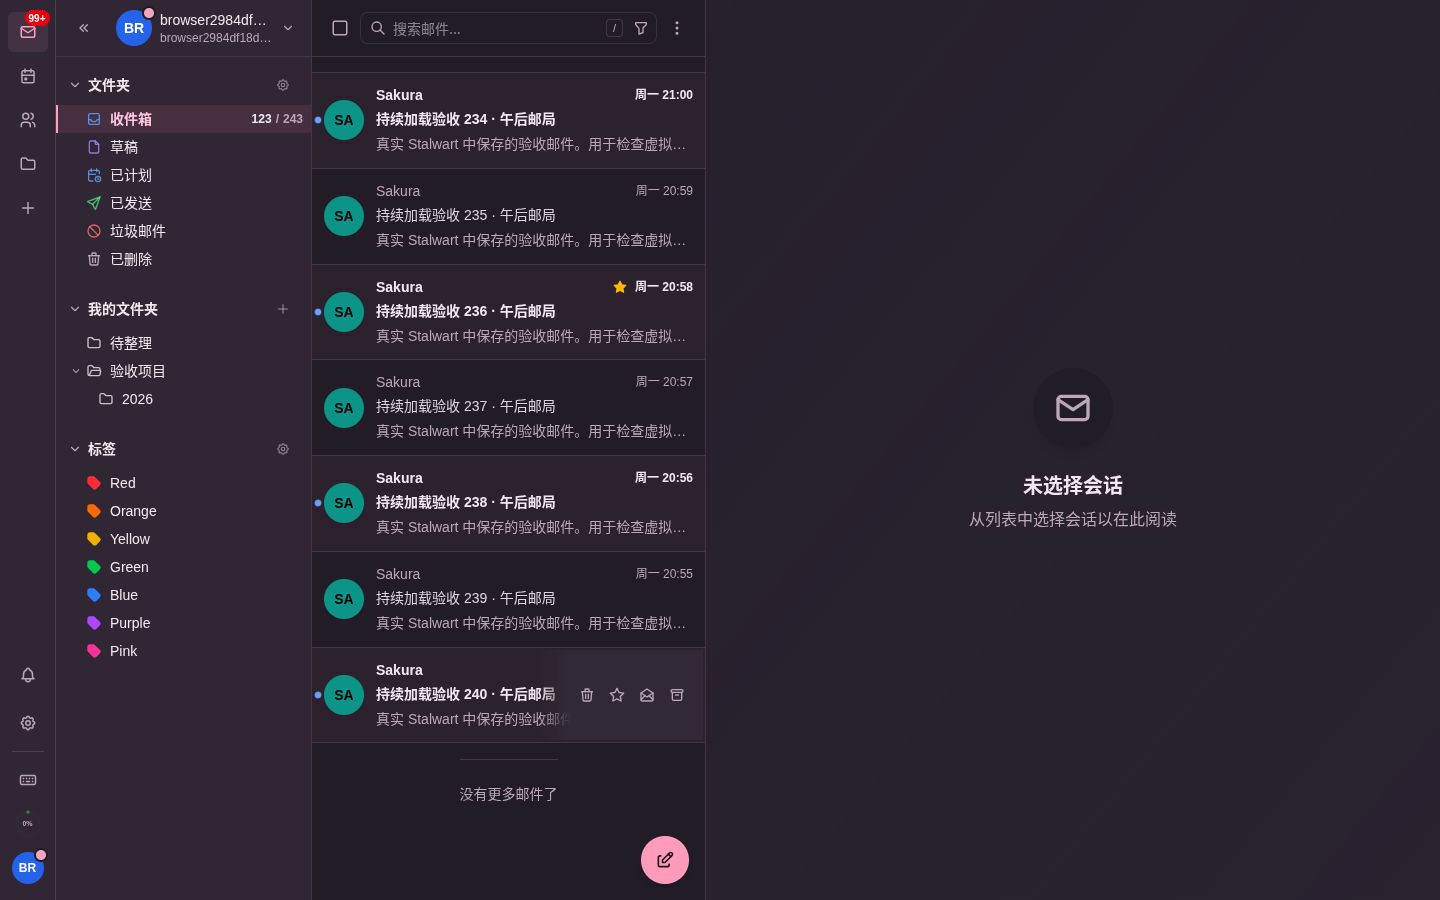 99+
BR
browser2984df…
browser2984df18d…
搜索邮件...
/
文件夹
收件箱
123 / 243
草稿
已计划
已发送
垃圾邮件
已删除
我的文件夹
待整理
验收项目
2026
标签
Red
Orange
Yellow
Green
Blue
Purple
Pink
0%
BR
SA
Sakura
周一 21:00
持续加载验收 234 · 午后邮局
真实 Stalwart 中保存的验收邮件。用于检查虚拟…
SA
Sakura
周一 20:59
持续加载验收 235 · 午后邮局
真实 Stalwart 中保存的验收邮件。用于检查虚拟…
SA
Sakura
周一 20:58
持续加载验收 236 · 午后邮局
真实 Stalwart 中保存的验收邮件。用于检查虚拟…
SA
Sakura
周一 20:57
持续加载验收 237 · 午后邮局
真实 Stalwart 中保存的验收邮件。用于检查虚拟…
SA
Sakura
周一 20:56
持续加载验收 238 · 午后邮局
真实 Stalwart 中保存的验收邮件。用于检查虚拟…
SA
Sakura
周一 20:55
持续加载验收 239 · 午后邮局
真实 Stalwart 中保存的验收邮件。用于检查虚拟…
SA
Sakura
持续加载验收 240 · 午后邮局
真实 Stalwart 中保存的验收邮件
没有更多邮件了
未选择会话
从列表中选择会话以在此阅读